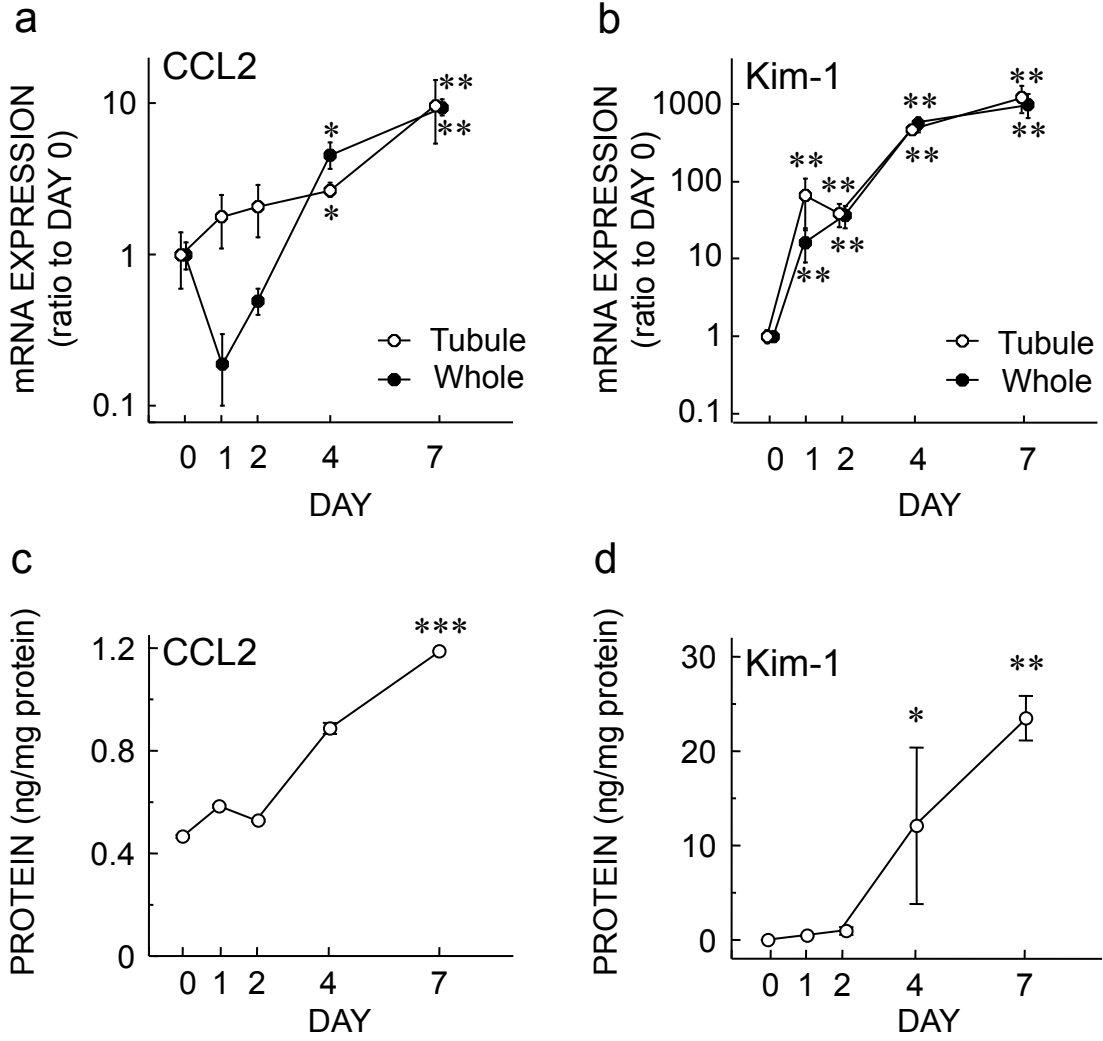 a
CCL2
mRNA EXPRESSION
(ratio to DAY 0)
10
1
0.1
**
**
*
*
Tubule
Whole
0 1 2 4 7
DAY
b
Kim-1
mRNA EXPRESSION
(ratio to DAY 0)
1000
100
10
1
0.1
**
**
**
**
**
**
**
**
Tubule
Whole
0 1 2 4 7
DAY
c
CCL2
PROTEIN (ng/mg protein)
1.2
0.8
0.4
0
***
0 1 2 4 7
DAY
d
Kim-1
PROTEIN (ng/mg protein)
30
20
10
0
*
**
0 1 2 4 7
DAY